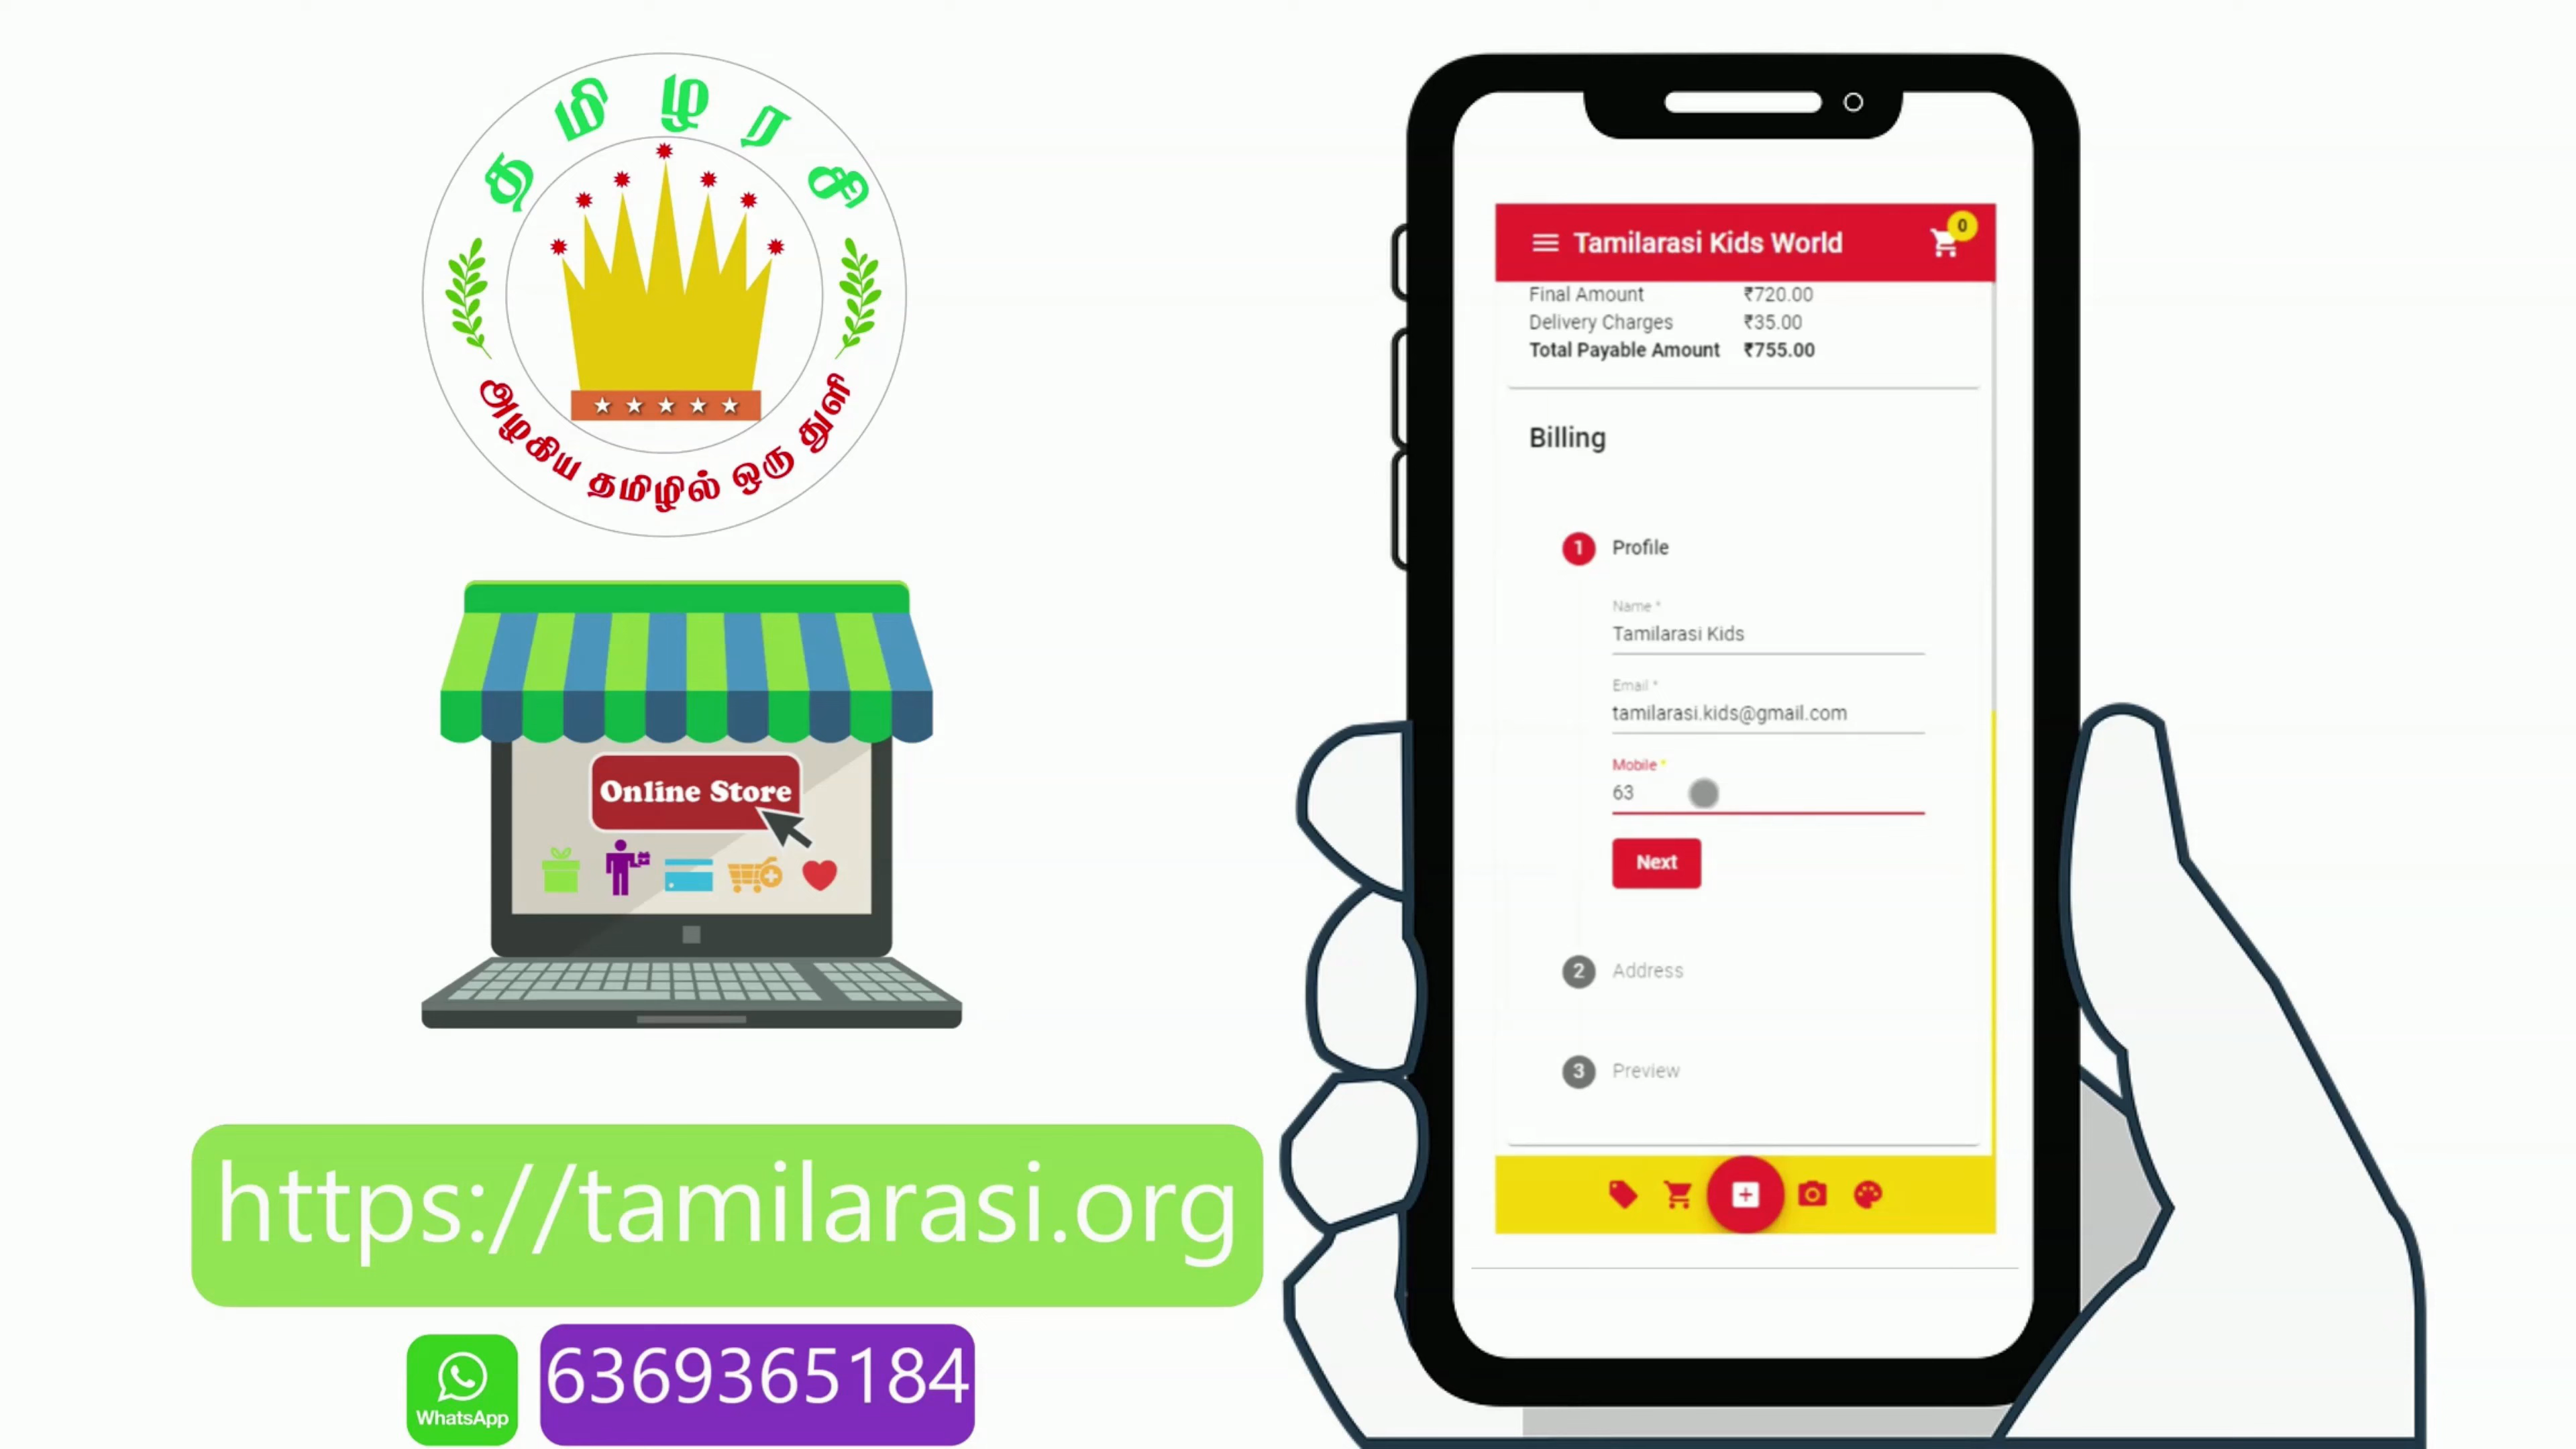 தமிழரசி
அழகிய தமிழில் ஒரு துளி
Online Store
https://tamilarasi.org
WhatsApp
6369365184
Tamilarasi Kids World
0
Final Amount ₹720.00
Delivery Charges ₹35.00
Total Payable Amount ₹755.00
Billing
1 Profile
Name *
Tamilarasi Kids
Email *
tamilarasi.kids@gmail.com
Mobile *
63
Next
2 Address
3 Preview